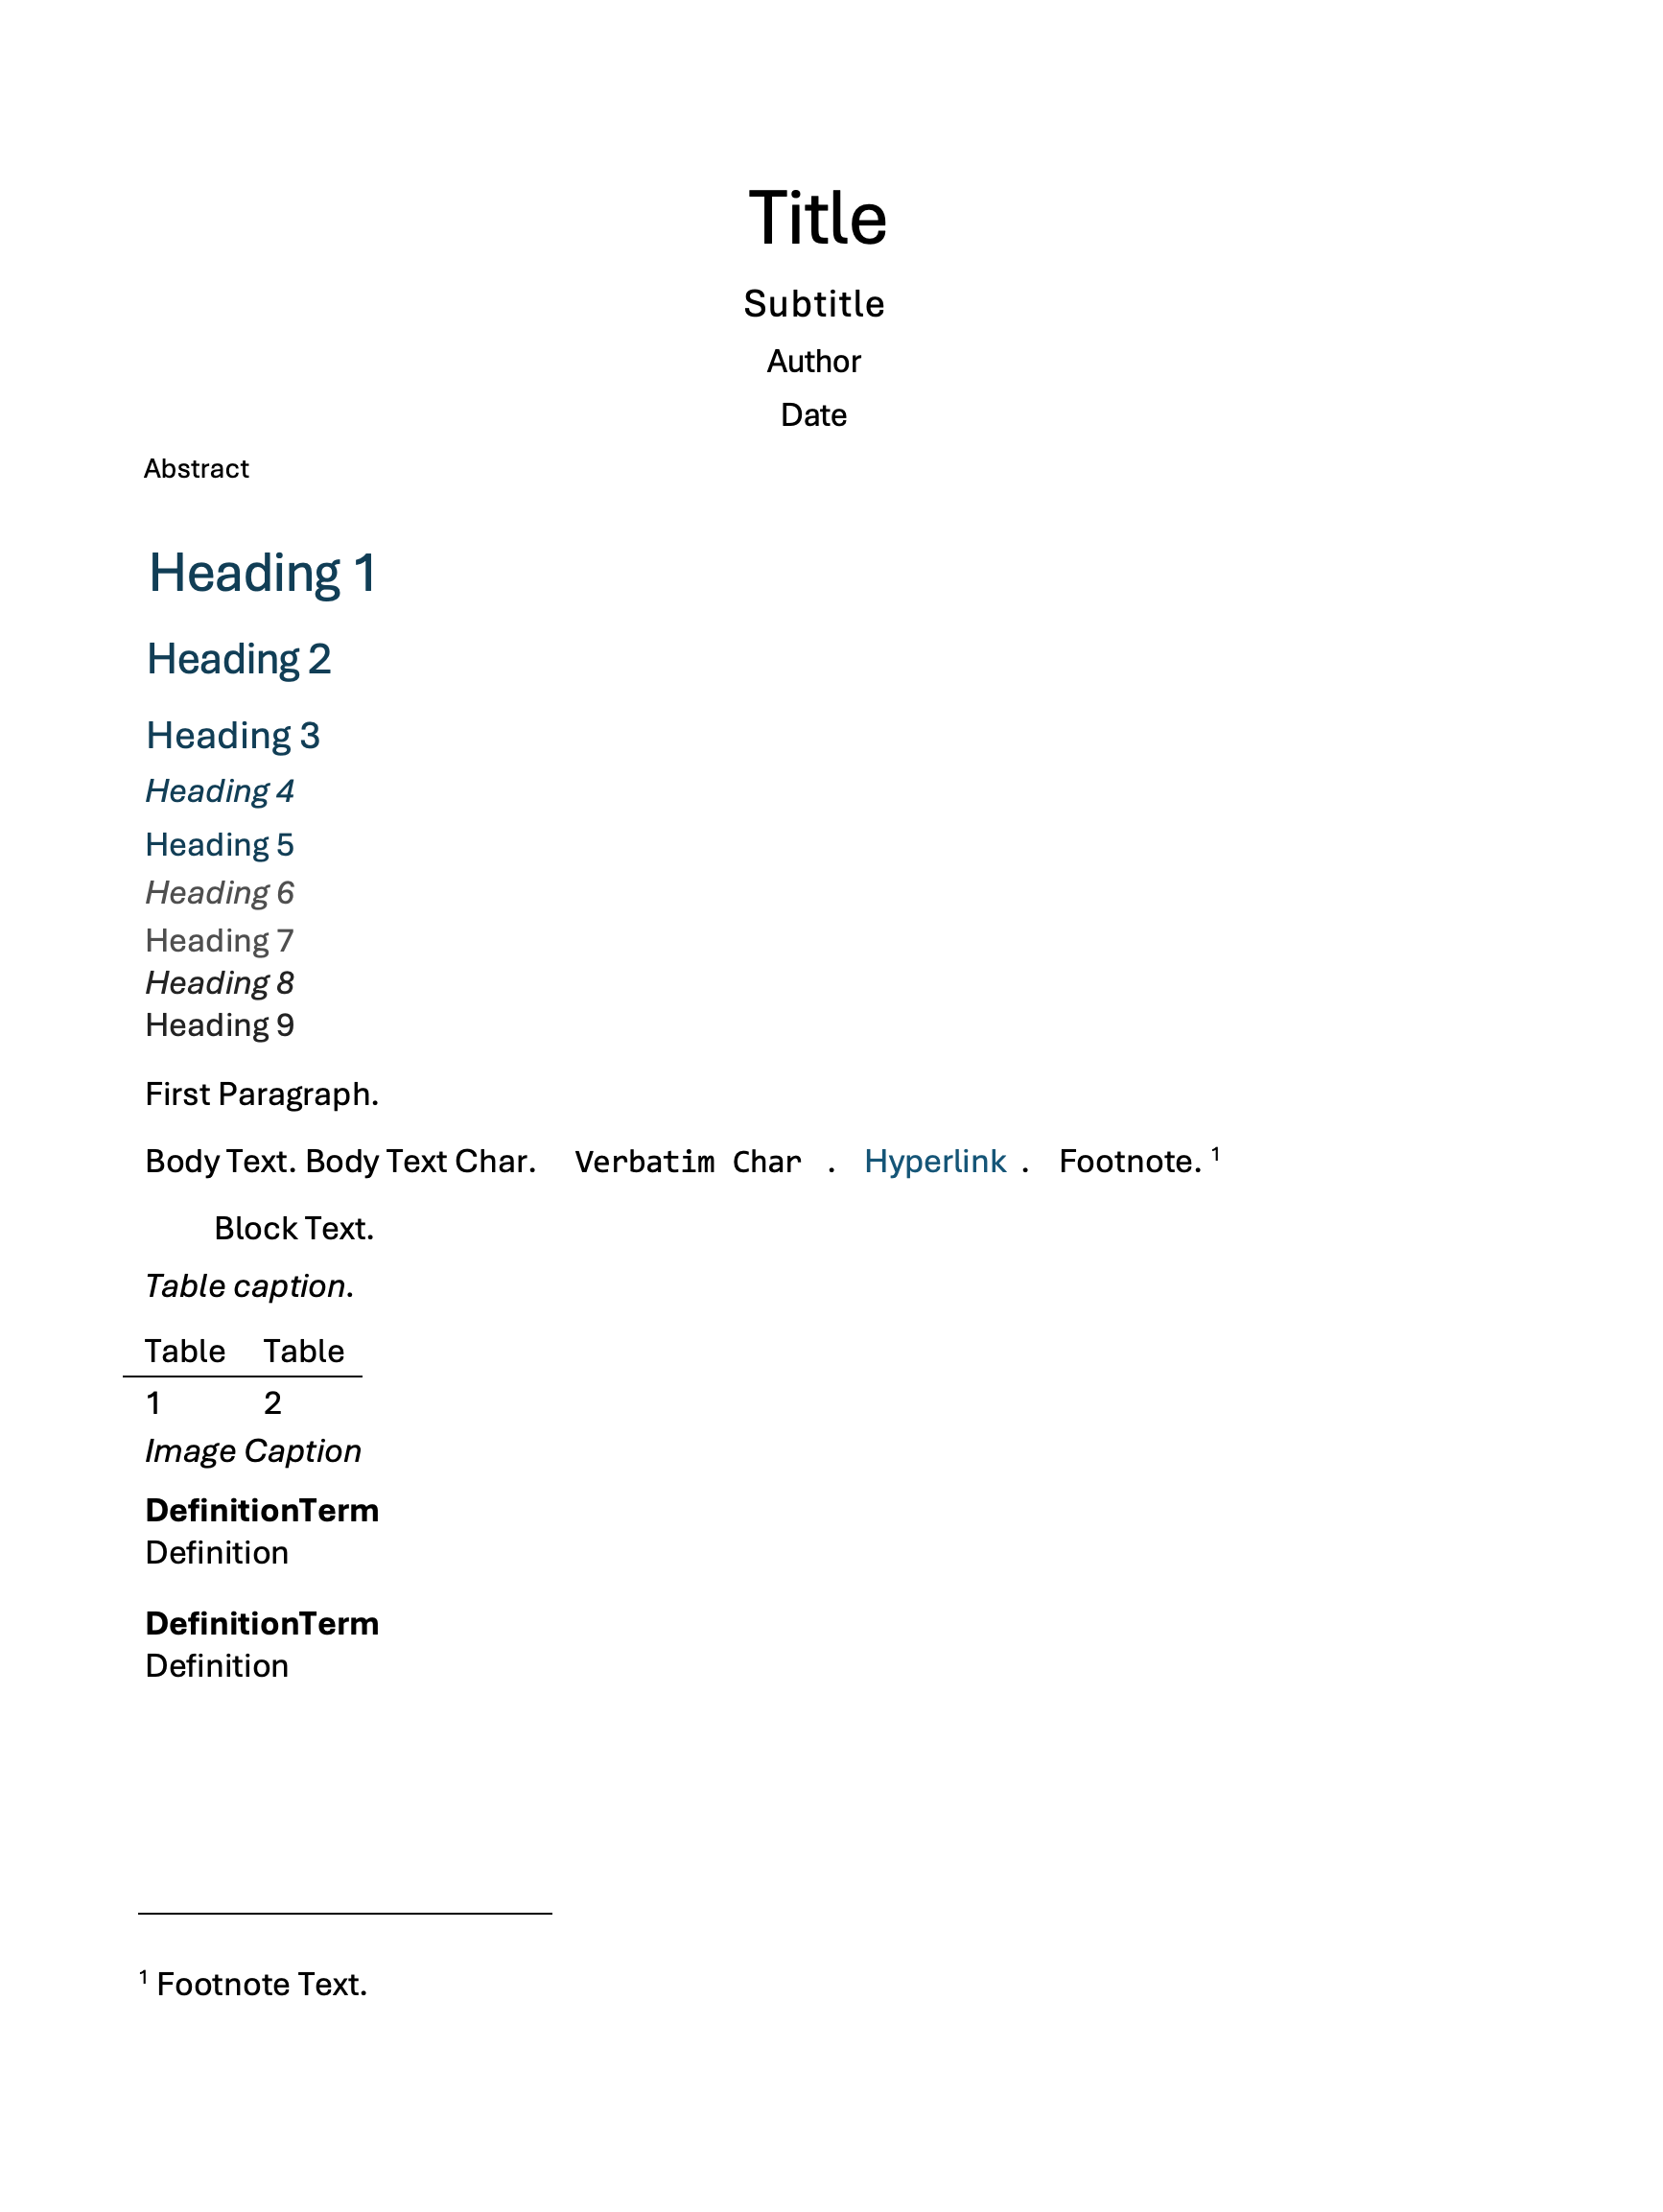 Title
Subtitle
Author
Date
Abstract
Heading 1
Heading 2
Heading 3
Heading 4
Heading 5
Heading 6
Heading 7
Heading 8
Heading 9
First Paragraph.
Body Text. Body Text Char. Verbatim Char . Hyperlink . Footnote. 1
Block Text.
Table caption.
Table Table
1 2
Image Caption
DefinitionTerm
Definition
DefinitionTerm
Definition
1 Footnote Text.